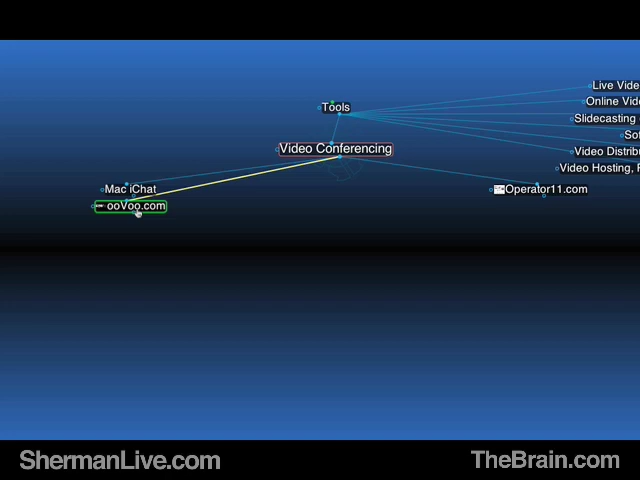 Live Vide
Tools
Online Vid
Slidecasting
Sof
Video Conferencing
Video Distrib
Video Hosting, F
Mac iChat
Operator11.com
ooVoo.com
ShermanLive.com
TheBrain.com